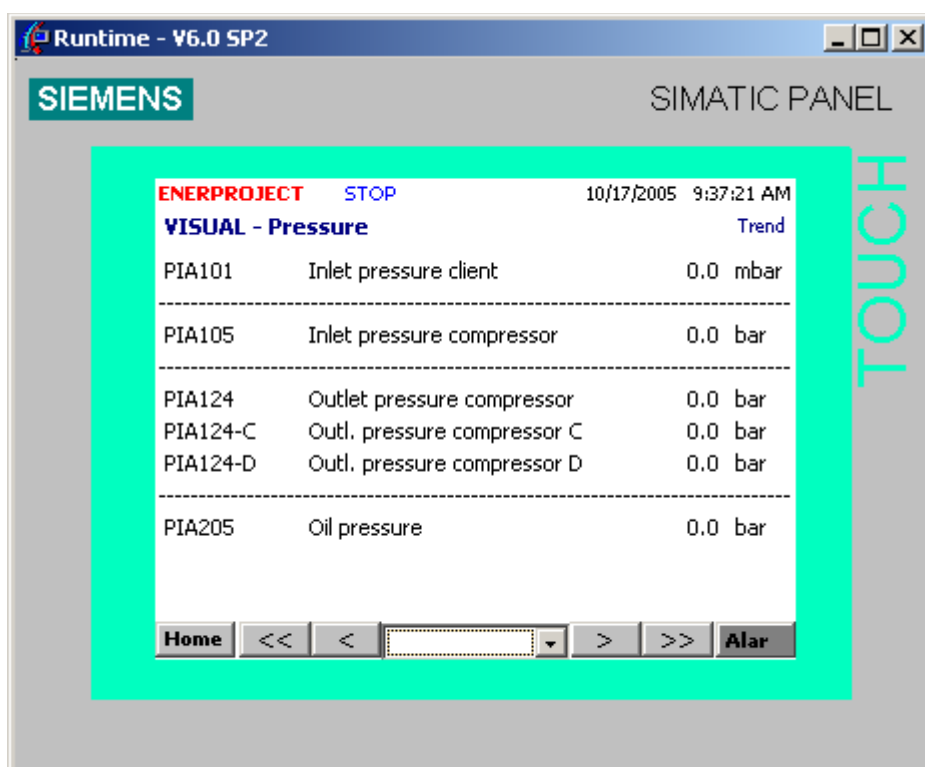 Runtime - V6.0 SP2
SIEMENS SIMATIC PANEL
TOUCH
ENERPROJECT STOP 10/17/2005 9:37:21 AM
VISUAL - Pressure Trend
PIA101 Inlet pressure client 0.0 mbar
PIA105 Inlet pressure compressor 0.0 bar
PIA124 Outlet pressure compressor 0.0 bar
PIA124-C Outl. pressure compressor C 0.0 bar
PIA124-D Outl. pressure compressor D 0.0 bar
PIA205 Oil pressure 0.0 bar
Home << < > >> Alar